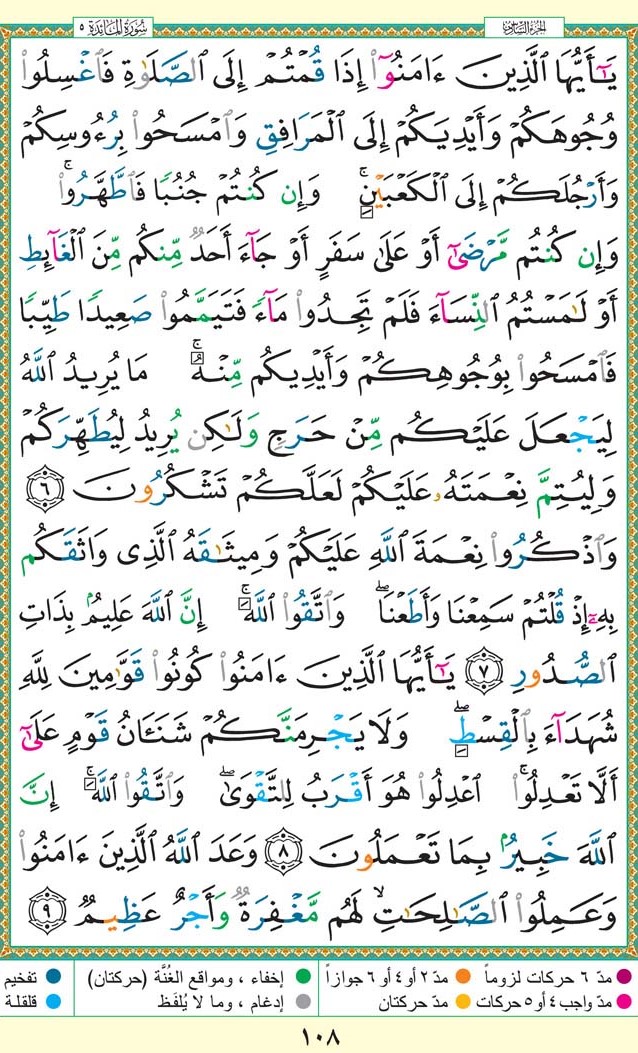 سُورَةُ المَائِدَة ٥
الجزء السادس
يَٰٓأَيُّهَا ٱلَّذِينَ ءَامَنُوٓا۟ إِذَا قُمْتُمْ إِلَى ٱلصَّلَوٰةِ فَٱغْسِلُوا۟
وُجُوهَكُمْ وَأَيْدِيَكُمْ إِلَى ٱلْمَرَافِقِ وَٱمْسَحُوا۟ بِرُءُوسِكُمْ
وَأَرْجُلَكُمْ إِلَى ٱلْكَعْبَيْنِ ۚ وَإِن كُنتُمْ جُنُبًا فَٱطَّهَّرُوا۟ ۚ
وَإِن كُنتُم مَّرْضَىٰٓ أَوْ عَلَىٰ سَفَرٍ أَوْ جَآءَ أَحَدٌ مِّنكُم مِّنَ ٱلْغَآئِطِ
أَوْ لَٰمَسْتُمُ ٱلنِّسَآءَ فَلَمْ تَجِدُوا۟ مَآءً فَتَيَمَّمُوا۟ صَعِيدًا طَيِّبًا
فَٱمْسَحُوا۟ بِوُجُوهِكُمْ وَأَيْدِيكُم مِّنْهُ ۚ مَا يُرِيدُ ٱللَّهُ
لِيَجْعَلَ عَلَيْكُم مِّنْ حَرَجٍ وَلَٰكِن يُرِيدُ لِيُطَهِّرَكُمْ
وَلِيُتِمَّ نِعْمَتَهُۥ عَلَيْكُمْ لَعَلَّكُمْ تَشْكُرُونَ ٦
وَٱذْكُرُوا۟ نِعْمَةَ ٱللَّهِ عَلَيْكُمْ وَمِيثَٰقَهُ ٱلَّذِى وَاثَقَكُم
بِهِۦٓ إِذْ قُلْتُمْ سَمِعْنَا وَأَطَعْنَا ۖ وَٱتَّقُوا۟ ٱللَّهَ ۚ إِنَّ ٱللَّهَ عَلِيمٌۢ بِذَاتِ
ٱلصُّدُورِ ٧ يَٰٓأَيُّهَا ٱلَّذِينَ ءَامَنُوا۟ كُونُوا۟ قَوَّٰمِينَ لِلَّهِ
شُهَدَآءَ بِٱلْقِسْطِ ۖ وَلَا يَجْرِمَنَّكُمْ شَنَـَٔانُ قَوْمٍ عَلَىٰٓ
أَلَّا تَعْدِلُوا۟ ۚ ٱعْدِلُوا۟ هُوَ أَقْرَبُ لِلتَّقْوَىٰ ۖ وَٱتَّقُوا۟ ٱللَّهَ ۚ إِنَّ
ٱللَّهَ خَبِيرٌۢ بِمَا تَعْمَلُونَ ٨ وَعَدَ ٱللَّهُ ٱلَّذِينَ ءَامَنُوا۟
وَعَمِلُوا۟ ٱلصَّٰلِحَٰتِ ۙ لَهُم مَّغْفِرَةٌ وَأَجْرٌ عَظِيمٌ ٩
مدّ ٦ حركات لزوماً مدّ ٢ أو ٤ أو ٦ جوازاً إخفاء ، ومواقع الغُنَّة (حركتان) تفخيم
مدّ واجب ٤ أو ٥ حركات مدّ حركتان إدغام ، وما لا يُلفَظ قلقلة
١٠٨